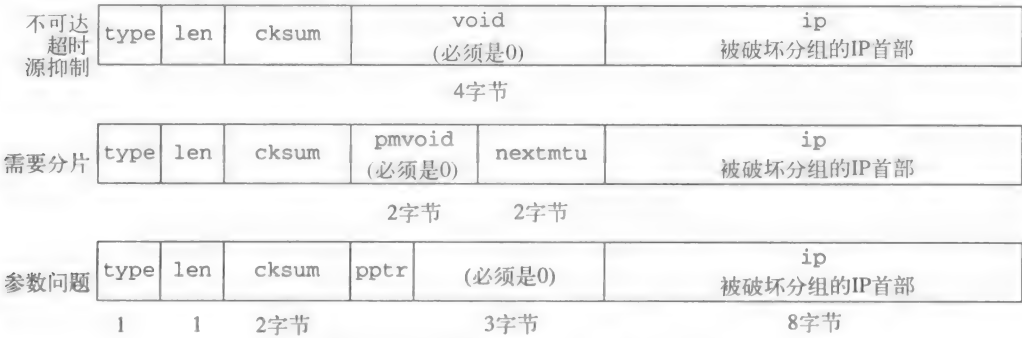 不可达
超时
源抑制
type len cksum void ip
(必须是0) 被破坏分组的IP首部
4字节
需要分片 type len cksum pmvoid nextmtu ip
(必须是0) 被破坏分组的IP首部
2字节 2字节
参数问题 type len cksum pptr (必须是0) ip
被破坏分组的IP首部
1 1 2字节 3字节 8字节